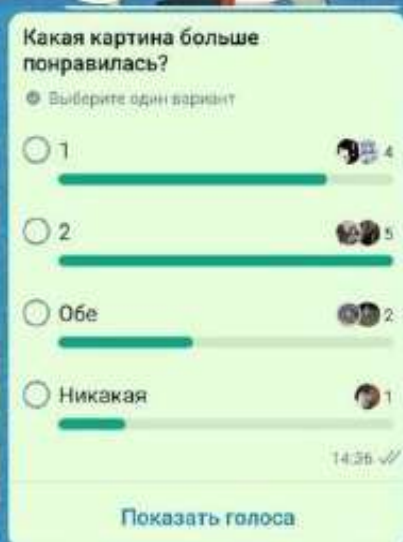 Какая картина больше
понравилась?
Выберите один вариант
1 4
2 5
Обе 2
Никакая 1
14:36
Показать голоса